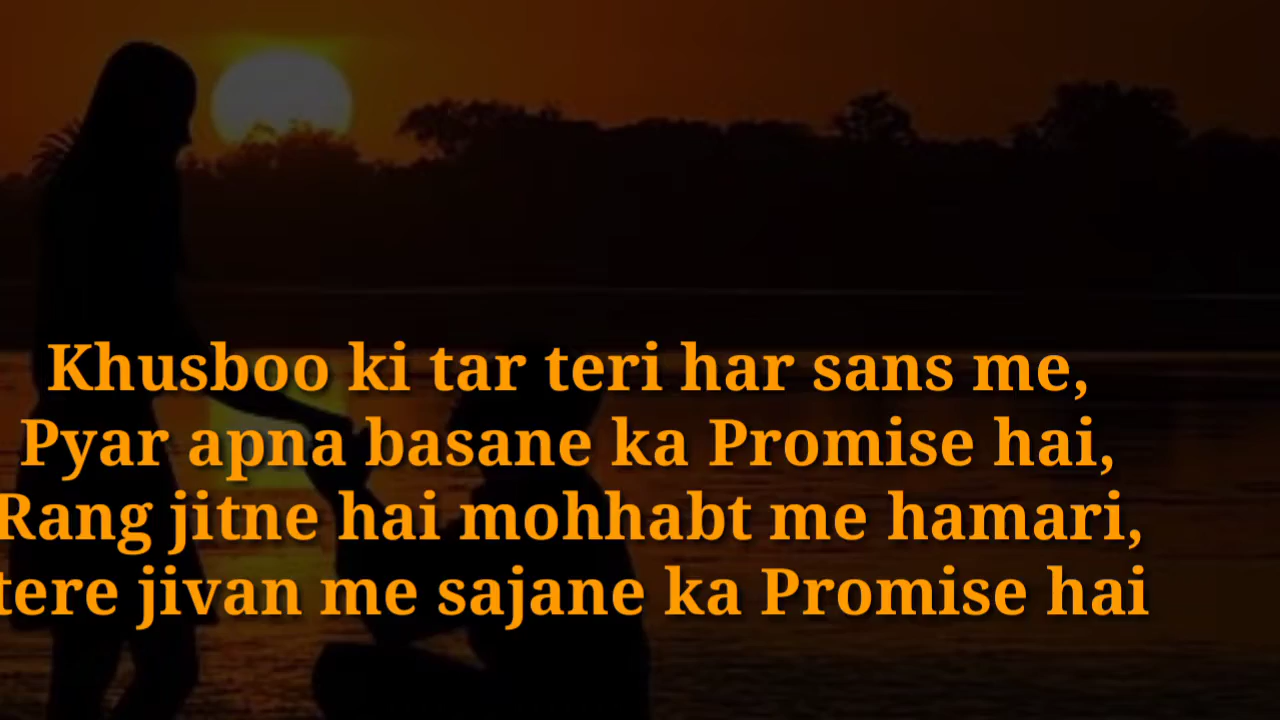 Khusboo ki tar teri har sans me,
Pyar apna basane ka Promise hai,
Rang jitne hai mohhabt me hamari,
tere jivan me sajane ka Promise hai